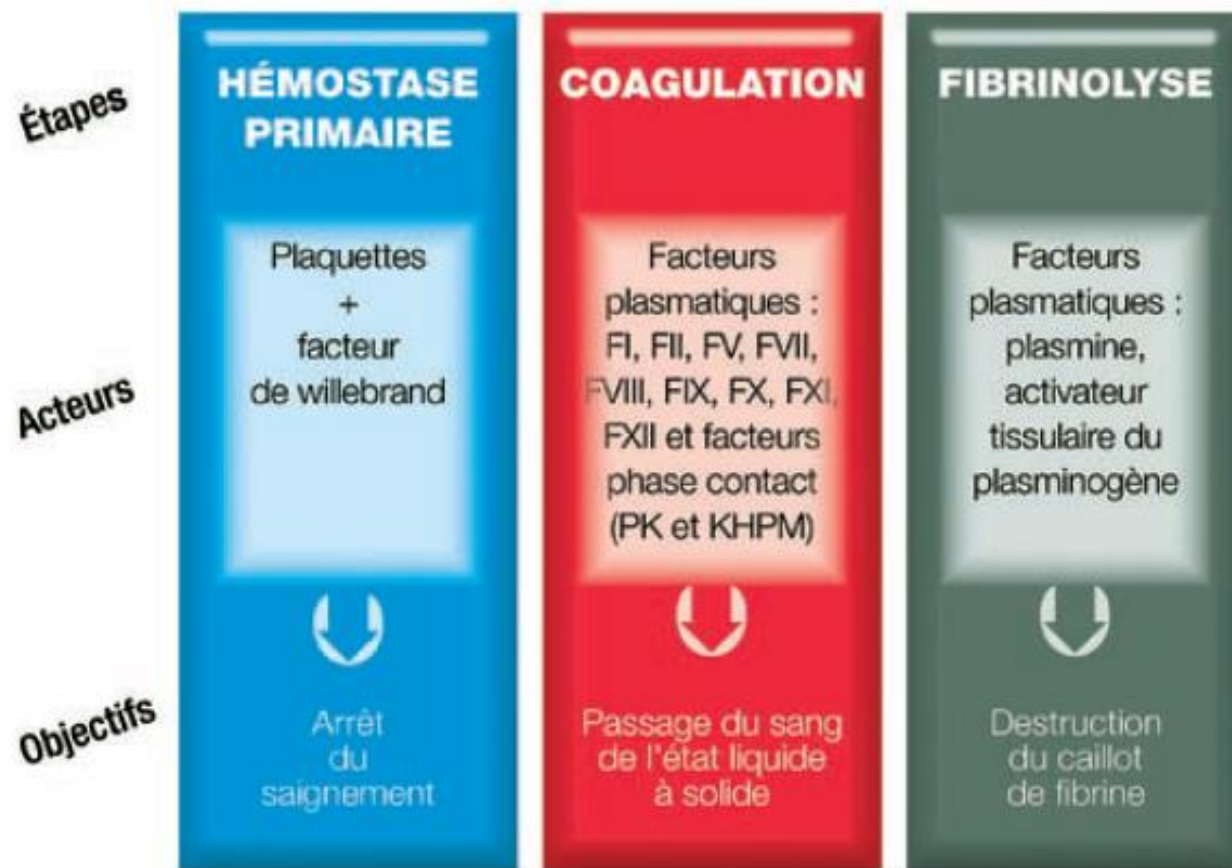 Étapes
HÉMOSTASE
PRIMAIRE
COAGULATION
FIBRINOLYSE
Acteurs
Plaquettes
+
facteur
de willebrand
Facteurs
plasmatiques :
FI, FII, FV, FVII,
FVIII, FIX, FX, FXI,
FXII et facteurs
phase contact
(PK et KHPM)
Facteurs
plasmatiques :
plasmine,
activateur
tissulaire du
plasminogène
Objectifs
Arrêt
du
saignement
Passage du sang
de l'état liquide
à solide
Destruction
du caillot
de fibrine